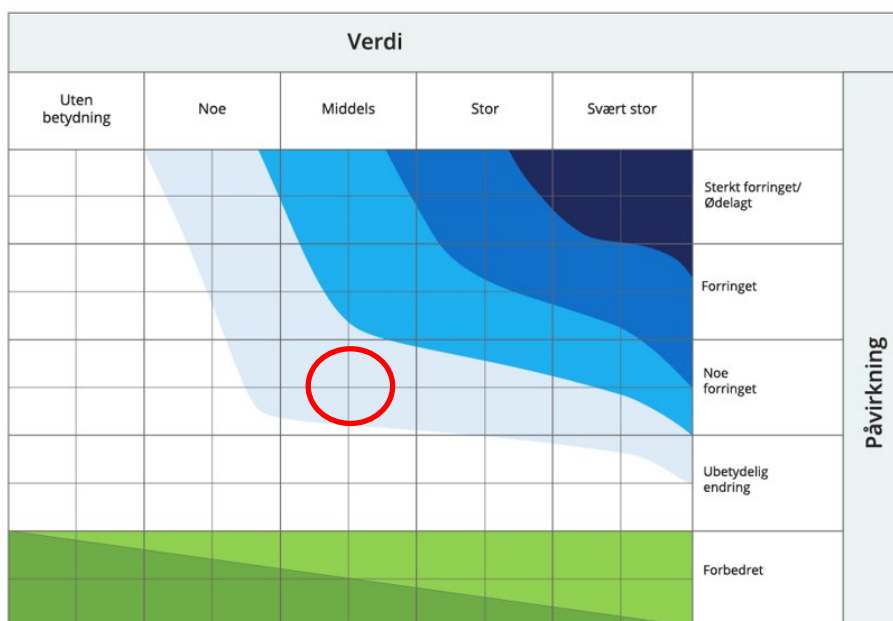 Verdi
Uten
betydning
Noe
Middels
Stor
Svært stor
Sterkt forringet/
Ødelagt
Forringet
Noe
forringet
Ubetydelig
endring
Forbedret
Påvirkning